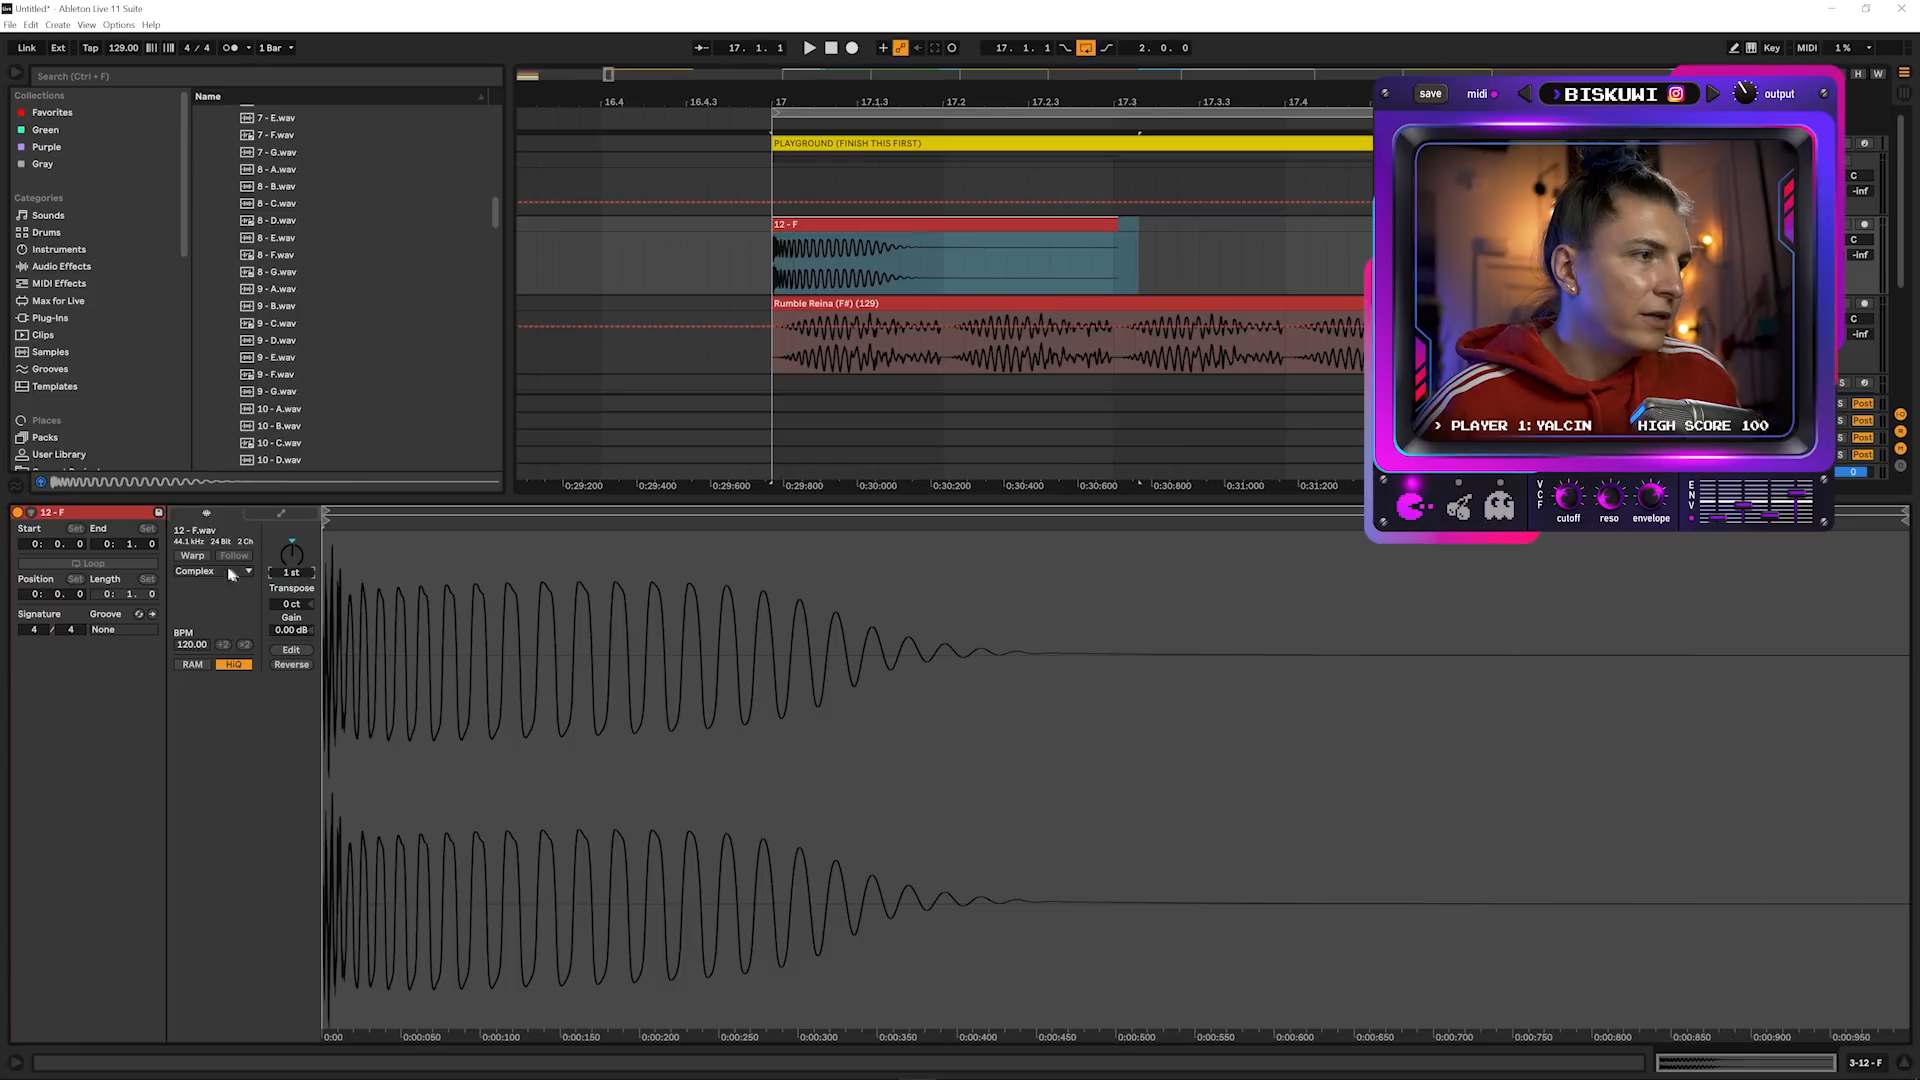 Untitled* - Ableton Live 11 Suite
File Edit Create View Options Help
Link Ext Tap 129.00 4 / 4 1 Bar 17. 1. 1 17. 1. 1 2. 0. 0 Key MIDI 1 %
Search (Ctrl + F)
Collections
Favorites
Green
Purple
Gray
Categories
Sounds
Drums
Instruments
Audio Effects
MIDI Effects
Max for Live
Plug-Ins
Clips
Samples
Grooves
Templates
Places
Packs
User Library
Name
7 - E.wav
7 - F.wav
7 - G.wav
8 - A.wav
8 - B.wav
8 - C.wav
8 - D.wav
8 - E.wav
8 - F.wav
8 - G.wav
9 - A.wav
9 - B.wav
9 - C.wav
9 - D.wav
9 - E.wav
9 - F.wav
9 - G.wav
10 - A.wav
10 - B.wav
10 - C.wav
10 - D.wav
16.4 16.4.3 17 17.1.3 17.2 17.2.3 17.3 17.3.3 17.4
PLAYGROUND (FINISH THIS FIRST)
12 - F
Rumble Reina (F#) (129)
0:29:200 0:29:400 0:29:600 0:29:800 0:30:000 0:30:200 0:30:400 0:30:600 0:30:800 0:31:000 0:31:200
H W
C
-inf
C
-inf
C
-inf
S
S Post
S Post
S Post
S Post
0
save midi BISKUWI output
> PLAYER 1: YALCIN HIGH SCORE 100
VCF cutoff reso envelope ENV
12 - F
Start Set End Set
0: 0. 0 0: 1. 0
Loop
Position Set Length Set
0: 0. 0 0: 1. 0
Signature Groove
4 / 4 None
12 - F.wav
44.1 kHz 24 Bit 2 Ch
Warp Follow
Complex
BPM
120.00 ÷2 ×2
RAM HiQ
1 st
Transpose
0 ct
Gain
0.00 dB
Edit
Reverse
0:00 0:00:050 0:00:100 0:00:150 0:00:200 0:00:250 0:00:300 0:00:350 0:00:400 0:00:450 0:00:500 0:00:550 0:00:600 0:00:650 0:00:700 0:00:750 0:00:800 0:00:850 0:00:900 0:00:950
3-12 - F